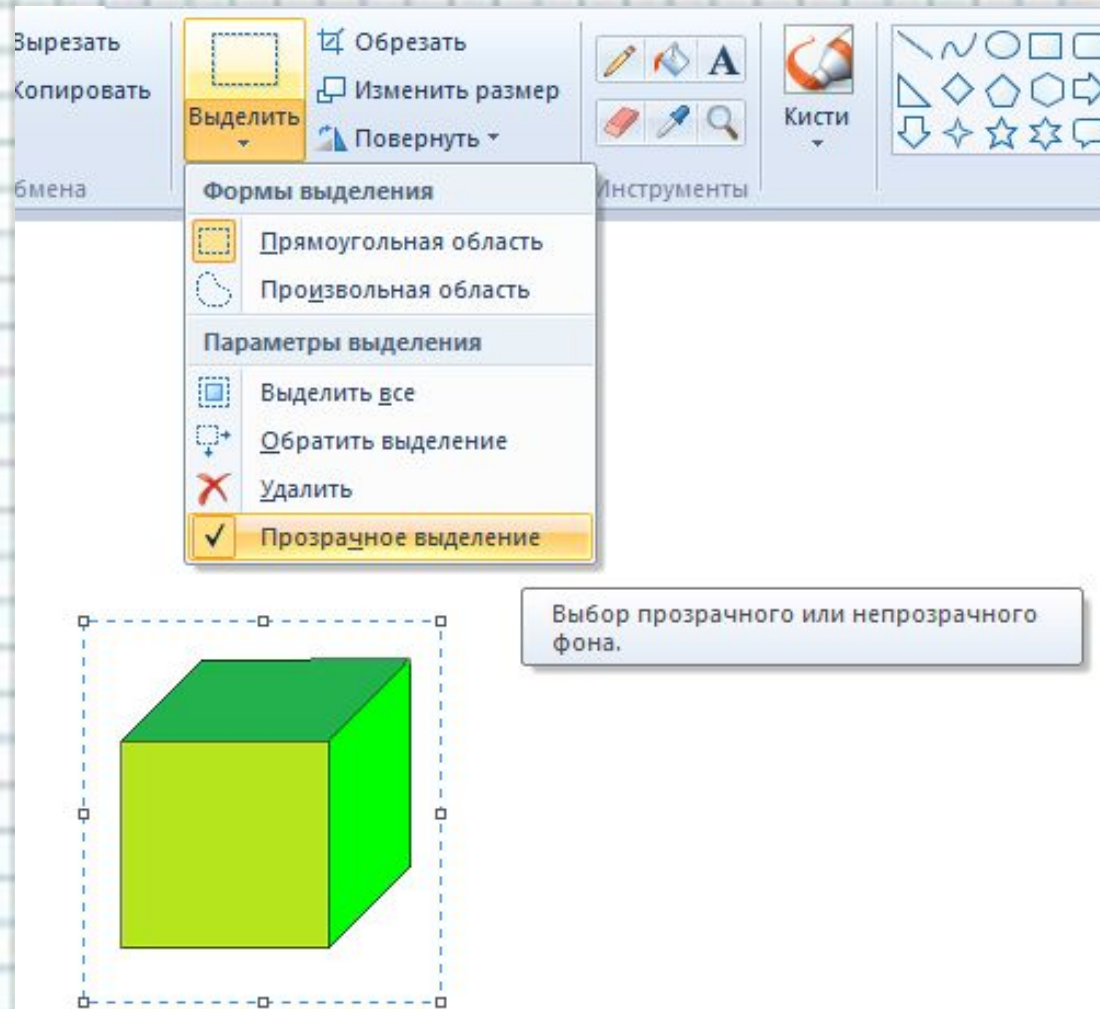 Вырезать
Копировать
бмена
Выделить
Обрезать
Изменить размер
Повернуть
A
Инструменты
Кисти
Формы выделения
Прямоугольная область
Произвольная область
Параметры выделения
Выделить все
Обратить выделение
Удалить
Прозрачное выделение
Выбор прозрачного или непрозрачного
фона.